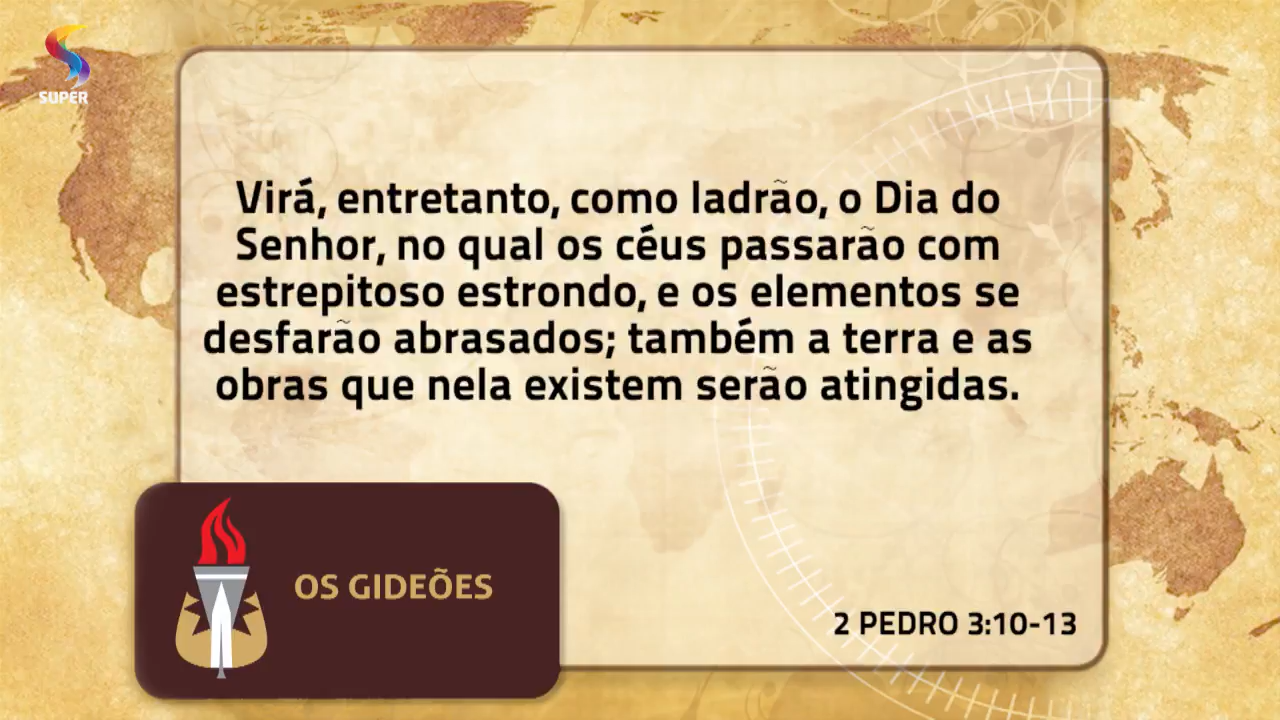 SUPER
Virá, entretanto, como ladrão, o Dia do
Senhor, no qual os céus passarão com
estrepitoso estrondo, e os elementos se
desfarão abrasados; também a terra e as
obras que nela existem serão atingidas.
OS GIDEÕES
2 PEDRO 3:10-13